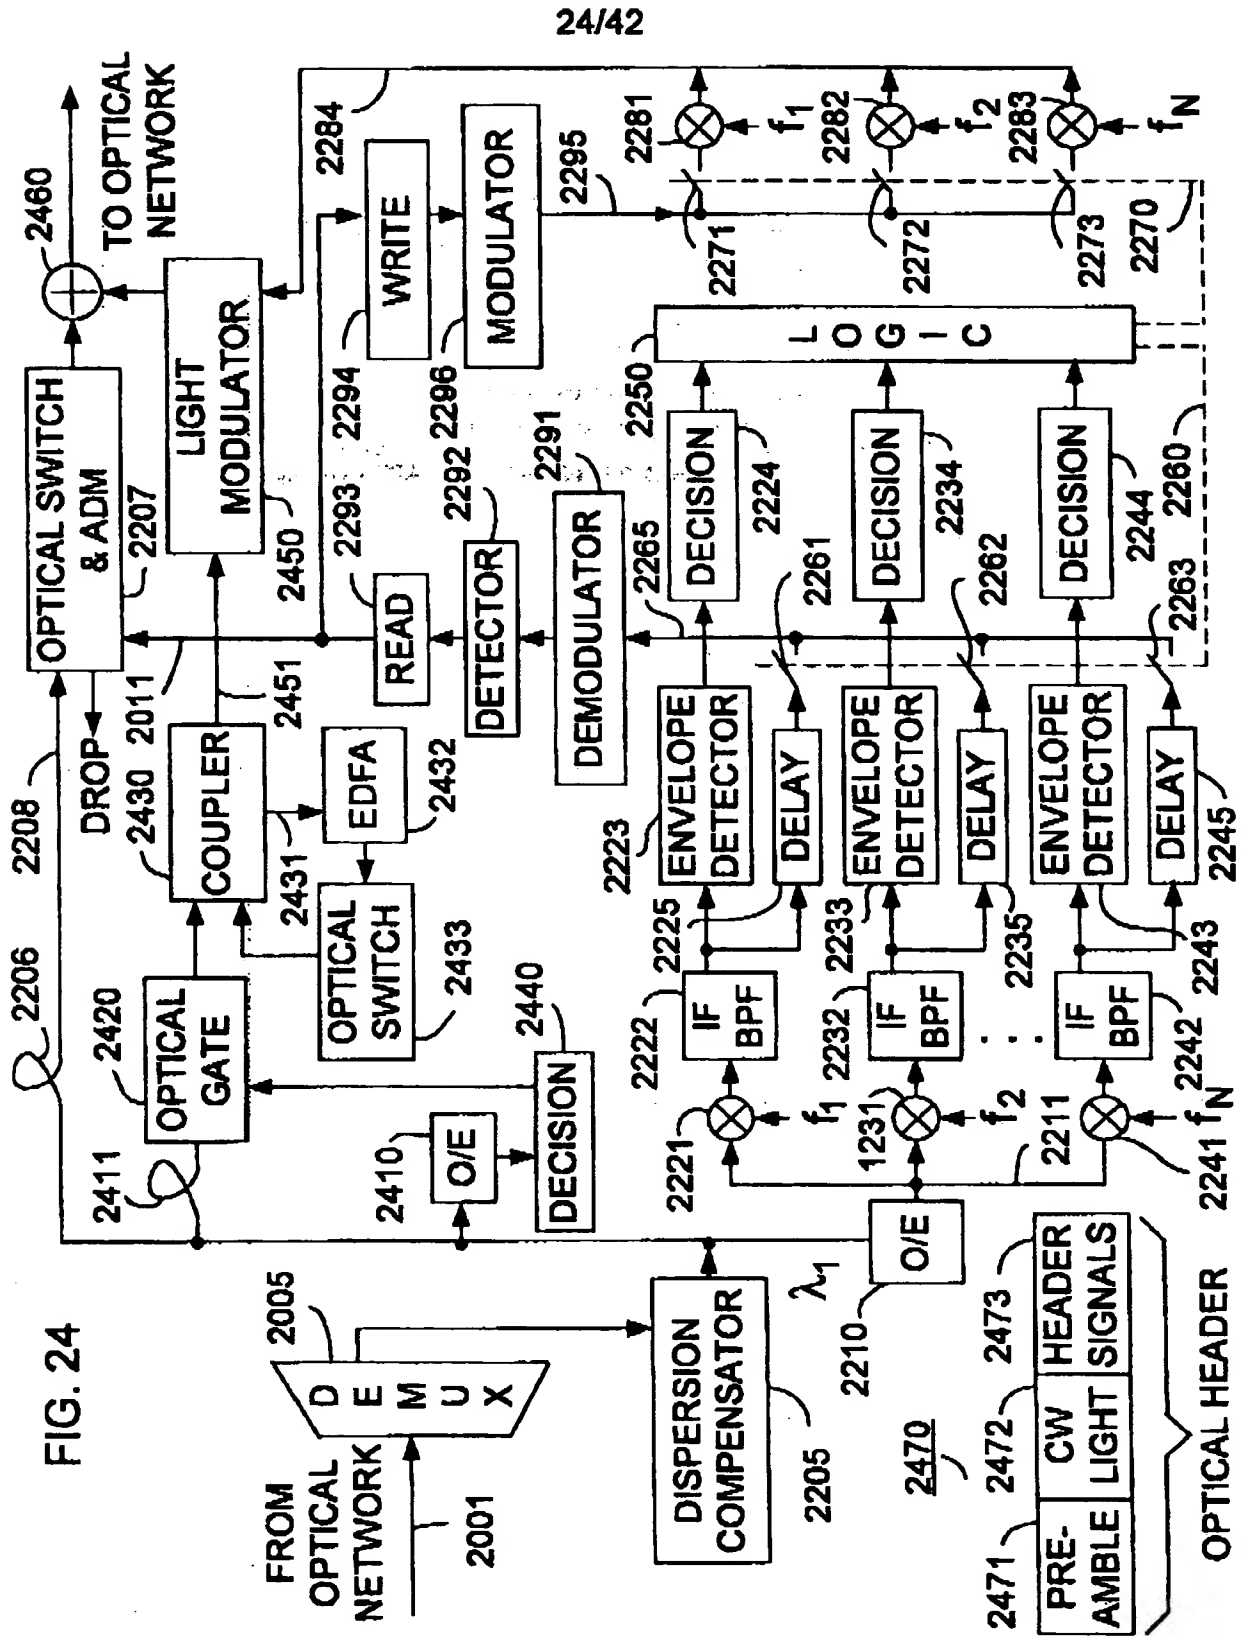 24/42
FIG. 24
FROM
OPTICAL
NETWORK
2001
DEMUX
2005
DISPERSION
COMPENSATOR
2205
2206
2208
2411
OPTICAL
GATE
2420
COUPLER
2430
2431
EDFA
2432
OPTICAL
SWITCH
2433
2451
2011
DROP
OPTICAL SWITCH
& ADM
2207
LIGHT
MODULATOR
2450
2460
TO OPTICAL
NETWORK
2284
O/E
2410
DECISION
2440
READ
2293
DETECTOR
2292
DEMODULATOR
2291
WRITE
2294
MODULATOR
2296
2295
λ1
O/E
2210
2211
2221
f1
IF
BPF
2222
ENVELOPE
DETECTOR
2223
DELAY
2225
DECISION
2224
2261
2265
1231
f2
IF
BPF
2232
ENVELOPE
DETECTOR
2233
DELAY
2235
DECISION
2234
2262
. . .
2241
fN
IF
BPF
2242
ENVELOPE
DETECTOR
2243
DELAY
2245
DECISION
2244
2263
2260
LOGIC
2250
2271
2281
f1
2272
2282
f2
2273
2283
fN
2270
2470
2471
2472
2473
PRE-
AMBLE
CW
LIGHT
HEADER
SIGNALS
OPTICAL HEADER